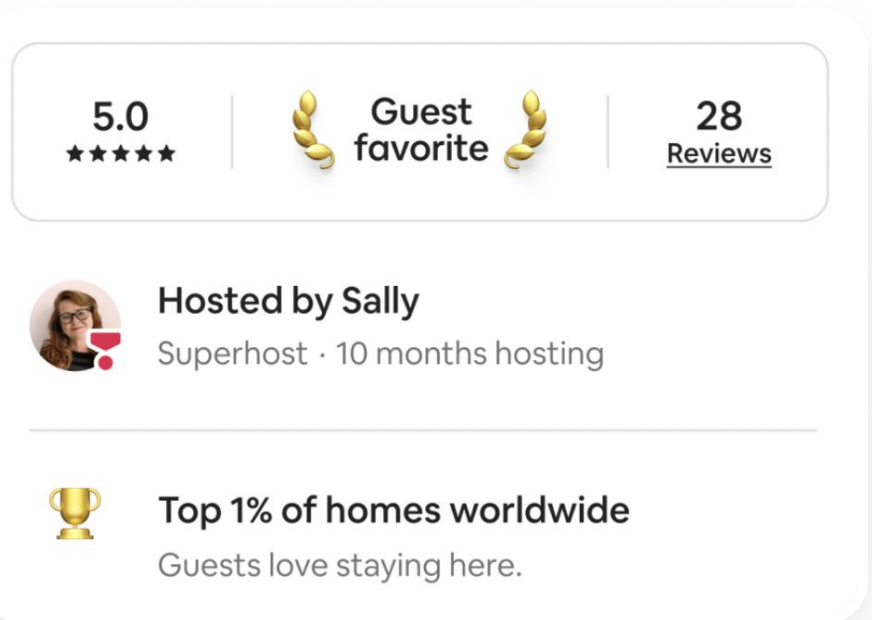 5.0
★★★★★
Guest
favorite
28
Reviews
Hosted by Sally
Superhost · 10 months hosting
Top 1% of homes worldwide
Guests love staying here.